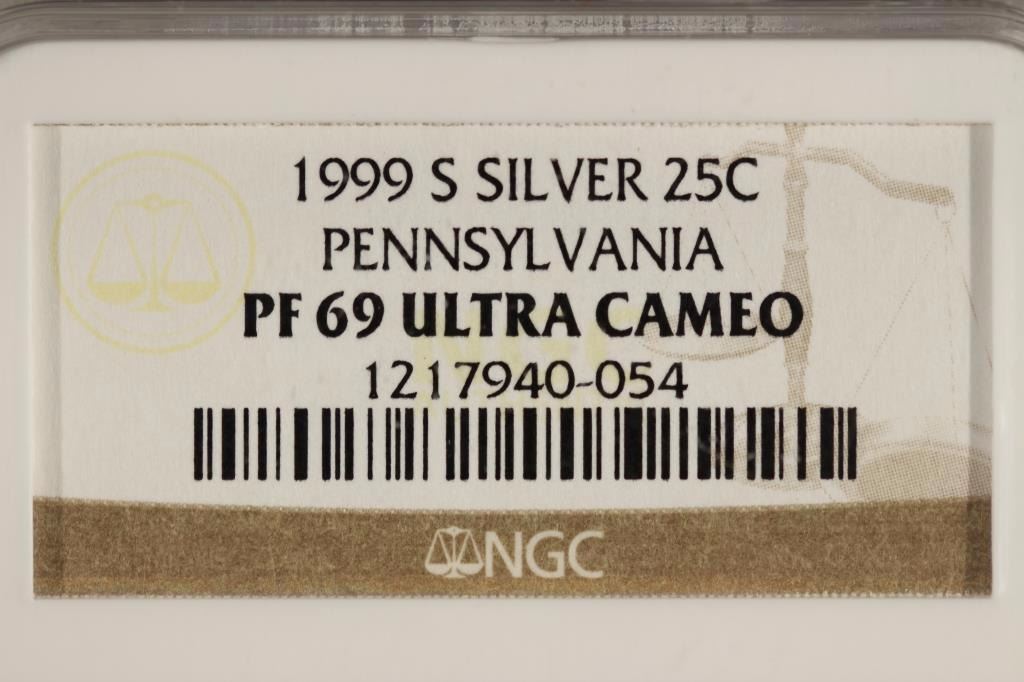 1999 S SILVER 25C
PENNSYLVANIA
PF 69 ULTRA CAMEO
1217940-054
NGC